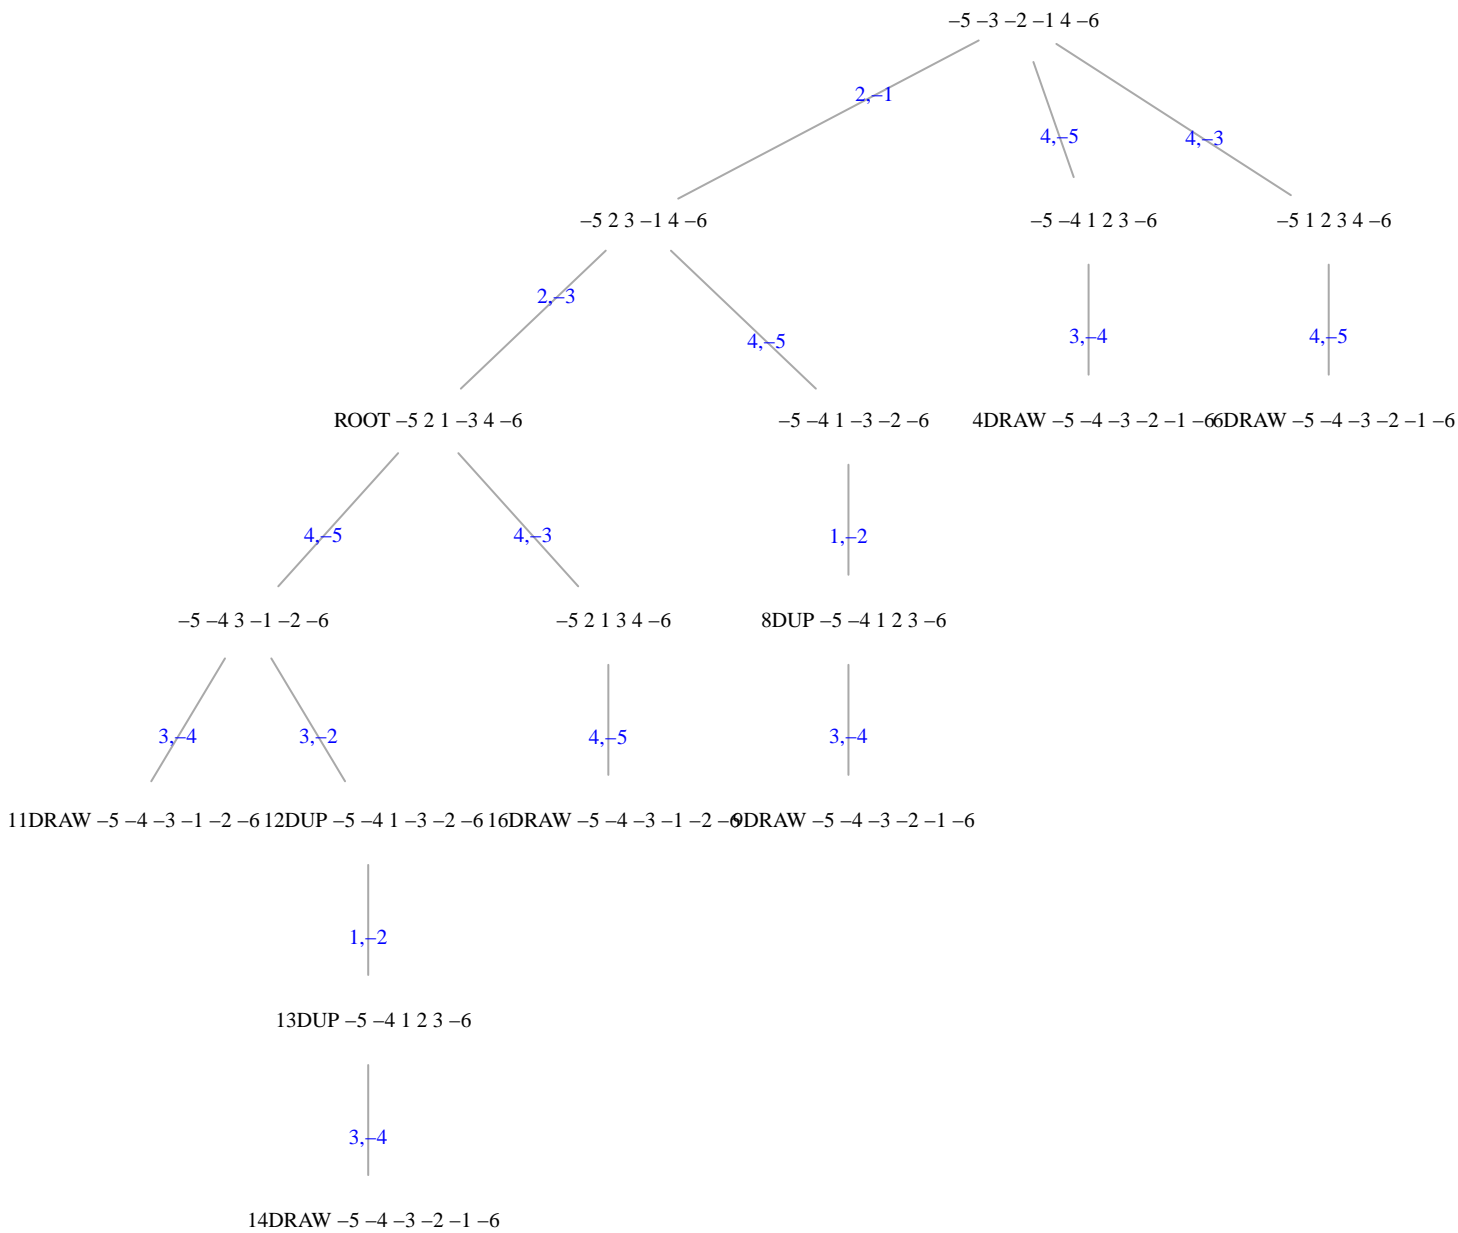 –5 –3 –2 –1 4 –6
2,–1
4,–5
4,–3
–5 2 3 –1 4 –6
–5 –4 1 2 3 –6
–5 1 2 3 4 –6
2,–3
4,–5
3,–4
4,–5
ROOT –5 2 1 –3 4 –6
–5 –4 1 –3 –2 –6
4DRAW –5 –4 –3 –2 –1 –6
6DRAW –5 –4 –3 –2 –1 –6
4,–5
4,–3
1,–2
–5 –4 3 –1 –2 –6
–5 2 1 3 4 –6
8DUP –5 –4 1 2 3 –6
3,–4
3,–2
4,–5
3,–4
11DRAW –5 –4 –3 –1 –2 –6
12DUP –5 –4 1 –3 –2 –6
16DRAW –5 –4 –3 –1 –2 –6
9DRAW –5 –4 –3 –2 –1 –6
1,–2
13DUP –5 –4 1 2 3 –6
3,–4
14DRAW –5 –4 –3 –2 –1 –6